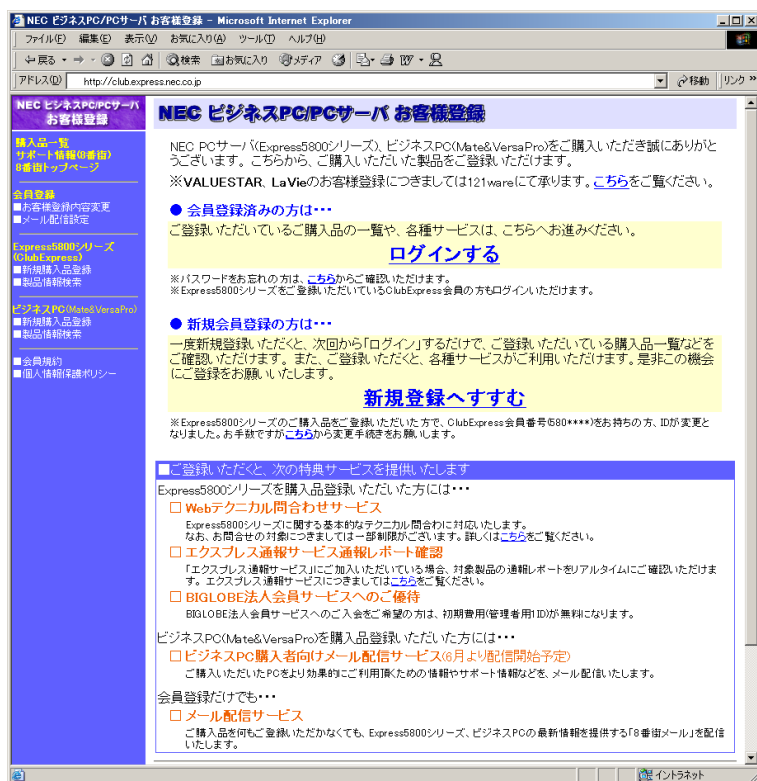 NEC ビジネスPC/PCサーバ お客様登録 - Microsoft Internet Explorer
ファイル(F) 編集(E) 表示(V) お気に入り(A) ツール(T) ヘルプ(H)
戻る 検索 お気に入り メディア
アドレス(D) http://club.express.nec.co.jp 移動 リンク »
NEC ビジネスPC/PCサーバ
お客様登録
購入品一覧
サポート情報(8番街)
8番街トップページ
会員登録
■お客様登録内容変更
■メール配信設定
Express5800シリーズ
(ClubExpress)
■新規購入品登録
■製品情報検索
ビジネスPC(Mate&VersaPro)
■新規購入品登録
■製品情報検索
■会員規約
■個人情報保護ポリシー
NEC ビジネスPC/PCサーバ お客様登録
NEC PCサーバ(Express5800シリーズ)、ビジネスPC(Mate&VersaPro)をご購入いただき誠にありがと
うございます。こちらから、ご購入いただいた製品をご登録いただけます。
※VALUESTAR、LaVieのお客様登録につきましては121wareにて承ります。こちらをご覧ください。
● 会員登録済みの方は・・・
ご登録いただいているご購入品の一覧や、各種サービスは、こちらへお進みください。
ログインする
※パスワードをお忘れの方は、こちらからご確認いただけます。
※Express5800シリーズをご登録いただいているClubExpress会員の方もログインいただけます。
● 新規会員登録の方は・・・
一度新規登録いただくと、次回から「ログイン」するだけで、ご登録いただいている購入品一覧などを
ご確認いただけます。また、ご登録いただくと、各種サービスがご利用いただけます。是非この機会
にご登録をお願いいたします。
新規登録へすすむ
※Express5800シリーズのご購入品をご登録いただいた方で、ClubExpress会員番号(580****)をお持ちの方、IDが変更と
なりました。お手数ですがこちらから変更手続きをお願いします。
■ご登録いただくと、次の特典サービスを提供いたします
Express5800シリーズを購入品登録いただいた方には・・・
□ Webテクニカル問合わせサービス
Express5800シリーズに関する基本的なテクニカル問合わせに対応いたします。
なお、お問合せの対象につきましては一部制限がございます。詳しくはこちらをご覧ください。
□ エクスプレス通報サービス通報レポート確認
「エクスプレス通報サービス」にご加入いただいている場合、対象製品の通報レポートをリアルタイムにご確認いただけま
す。エクスプレス通報サービスにつきましてはこちらをご覧ください。
□ BIGLOBE法人会員サービスへのご優待
BIGLOBE法人会員サービスへのご入会をご希望の方は、初期費用(管理者用1ID)が無料になります。
ビジネスPC(Mate&VersaPro)を購入品登録いただいた方には・・・
□ ビジネスPC購入者向けメール配信サービス(6月より配信開始予定)
ご購入いただいたPCをより効果的にご利用頂くための情報やサポート情報などを、メール配信いたします。
会員登録だけでも・・・
□ メール配信サービス
ご購入品を何もご登録いただかなくても、Express5800シリーズ、ビジネスPCの最新情報を提供する「8番街メール」を配信
いたします。
イントラネット